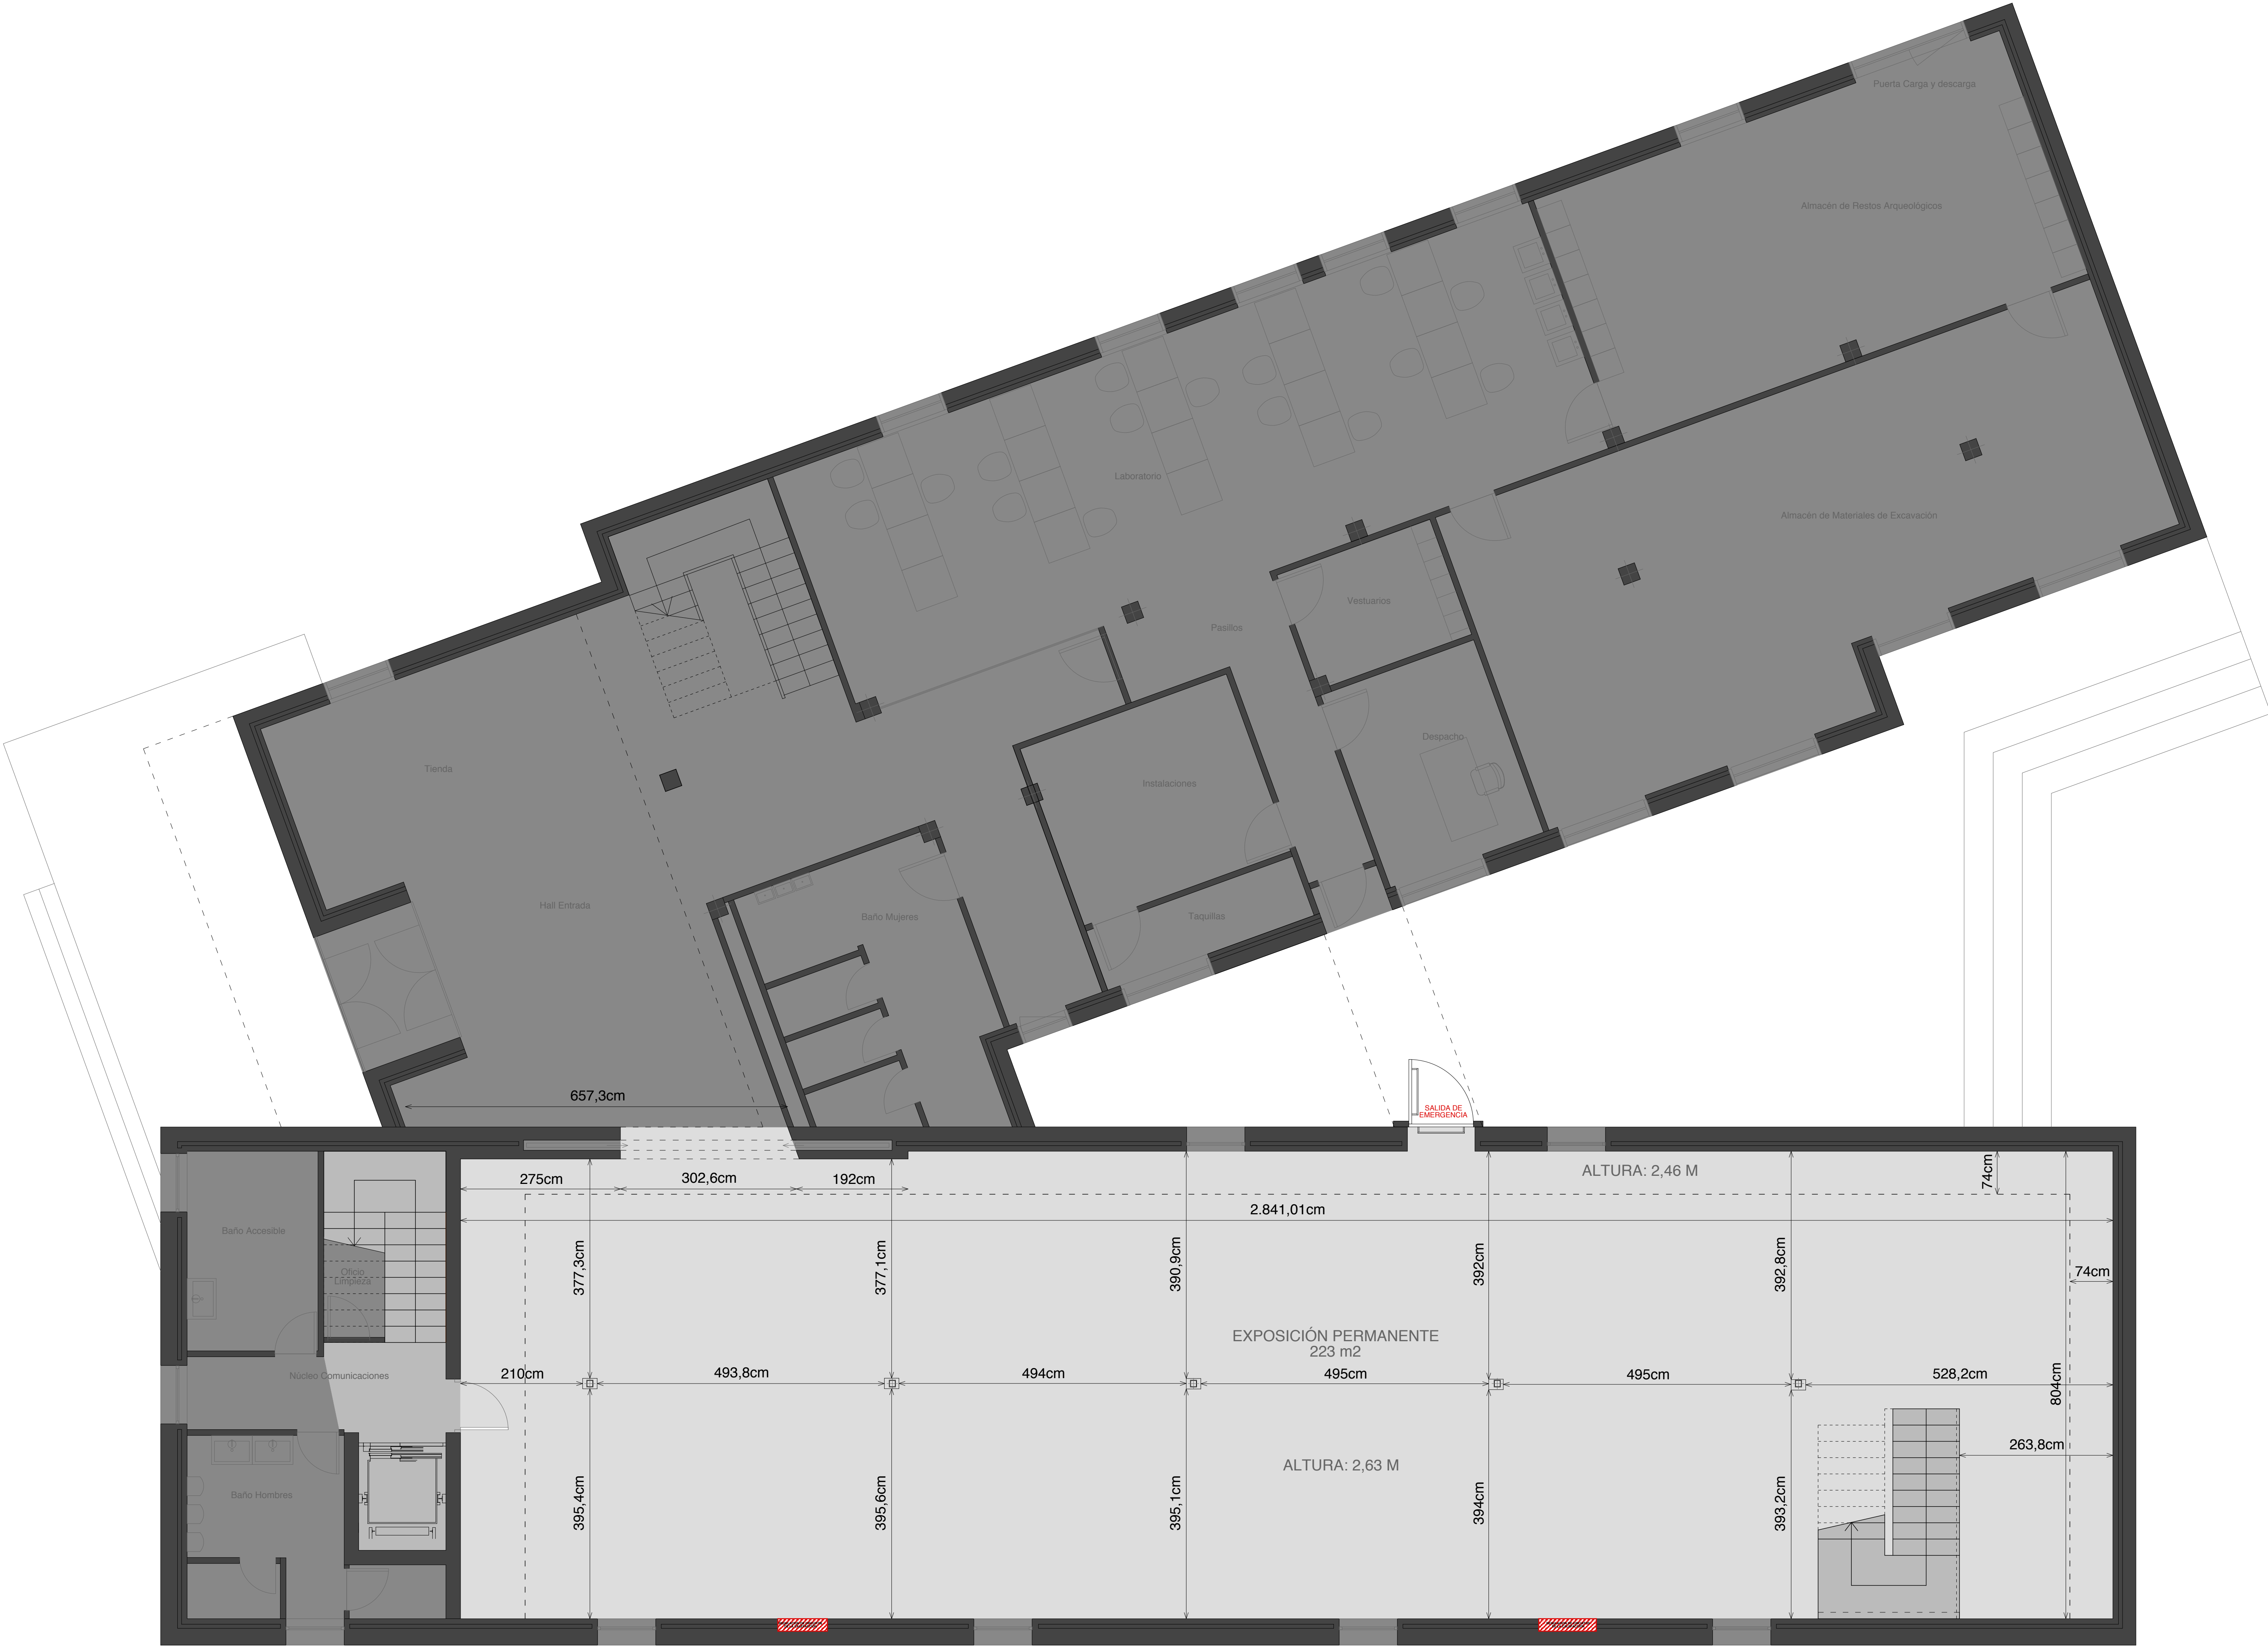 Puerta Carga y descarga
Almacén de Restos Arqueológicos
Laboratorio
Almacén de Materiales de Excavación
Vestuarios
Pasillos
Despacho
Tienda
Instalaciones
Hall Entrada
Baño Mujeres
Taquillas
657,3cm
SALIDA DE
EMERGENCIA
ALTURA: 2,46 M
74cm
275cm
302,6cm
192cm
2.841,01cm
Baño Accesible
Oficio
Limpieza
377,3cm
377,1cm
390,9cm
392cm
392,8cm
74cm
EXPOSICIÓN PERMANENTE
223 m2
Núcleo Comunicaciones
210cm
493,8cm
494cm
495cm
495cm
528,2cm
804cm
263,8cm
ALTURA: 2,63 M
Baño Hombres
395,4cm
395,6cm
395,1cm
394cm
393,2cm